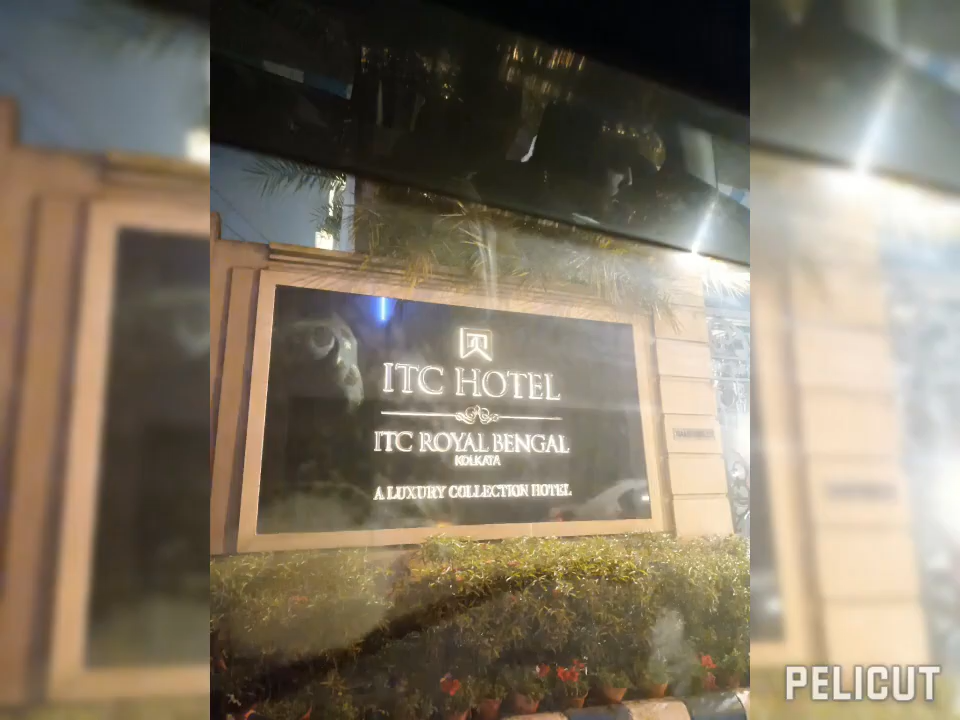 ITC HOTEL
ITC ROYAL BENGAL
KOLKATA
A LUXURY COLLECTION HOTEL
PELICUT